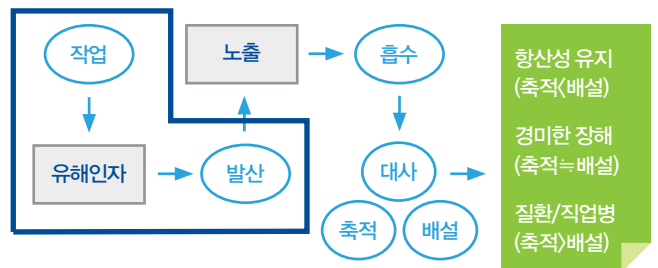 작업
노출
흡수
유해인자
발산
대사
축적
배설
항산성 유지
(축적<배설)
경미한 장해
(축적≒배설)
질환/직업병
(축적>배설)